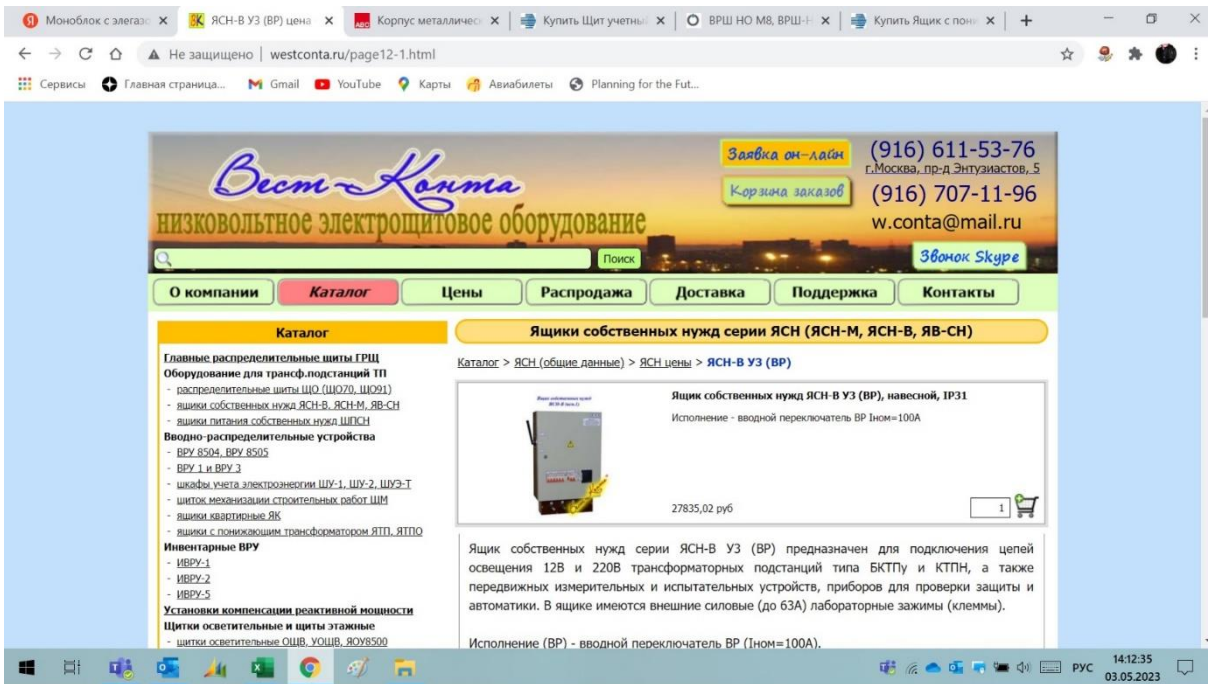 Моноблок с элегаз
ЯСН-В У3 (ВР) цена
Корпус металличес
Купить Щит учетны
ВРШ НО М8, ВРШ-Н
Купить Ящик с пони
Не защищено | westconta.ru/page12-1.html
Сервисы
Главная страница...
Gmail
YouTube
Карты
Авиабилеты
Planning for the Fut...
Вест-Конта
низковольтное электрощитовое оборудование
Заявка он-лайн
Корзина заказов
(916) 611-53-76
г.Москва, пр-д Энтузиастов, 5
(916) 707-11-96
w.conta@mail.ru
Звонок Skype
Поиск
О компании
Каталог
Цены
Распродажа
Доставка
Поддержка
Контакты
Каталог
Главные распределительные щиты ГРЩ
Оборудование для трансф.подстанций ТП
- распределительные щиты ЩО (ЩО70, ЩО91)
- ящики собственных нужд ЯСН-В, ЯСН-М, ЯВ-СН
- ящики питания собственных нужд ШПСН
Вводно-распределительные устройства
- ВРУ 8504, ВРУ 8505
- ВРУ 1 и ВРУ 3
- шкафы учета электроэнергии ШУ-1, ШУ-2, ШУЭ-Т
- щиток механизации строительных работ ЩМ
- ящики квартирные ЯК
- ящики с понижающим трансформатором ЯТП, ЯТПО
Инвентарные ВРУ
- ИВРУ-1
- ИВРУ-2
- ИВРУ-5
Установки компенсации реактивной мощности
Щитки осветительные и щиты этажные
- щитки осветительные ОЩВ, УОЩВ, ЯОУ8500
Ящики собственных нужд серии ЯСН (ЯСН-М, ЯСН-В, ЯВ-СН)
Каталог > ЯСН (общие данные) > ЯСН цены > ЯСН-В У3 (ВР)
Ящик собственных нужд ЯСН-В У3 (ВР), навесной, IP31
Исполнение - вводной переключатель ВР Iном=100А
27835,02 руб
1
Ящик собственных нужд серии ЯСН-В У3 (ВР) предназначен для подключения цепей
освещения 12В и 220В трансформаторных подстанций типа БКТПу и КТПН, а также
передвижных измерительных и испытательных устройств, приборов для проверки защиты и
автоматики. В ящике имеются внешние силовые (до 63А) лабораторные зажимы (клеммы).
Исполнение (ВР) - вводной переключатель ВР (Iном=100А).
РУС
14:12:35
03.05.2023